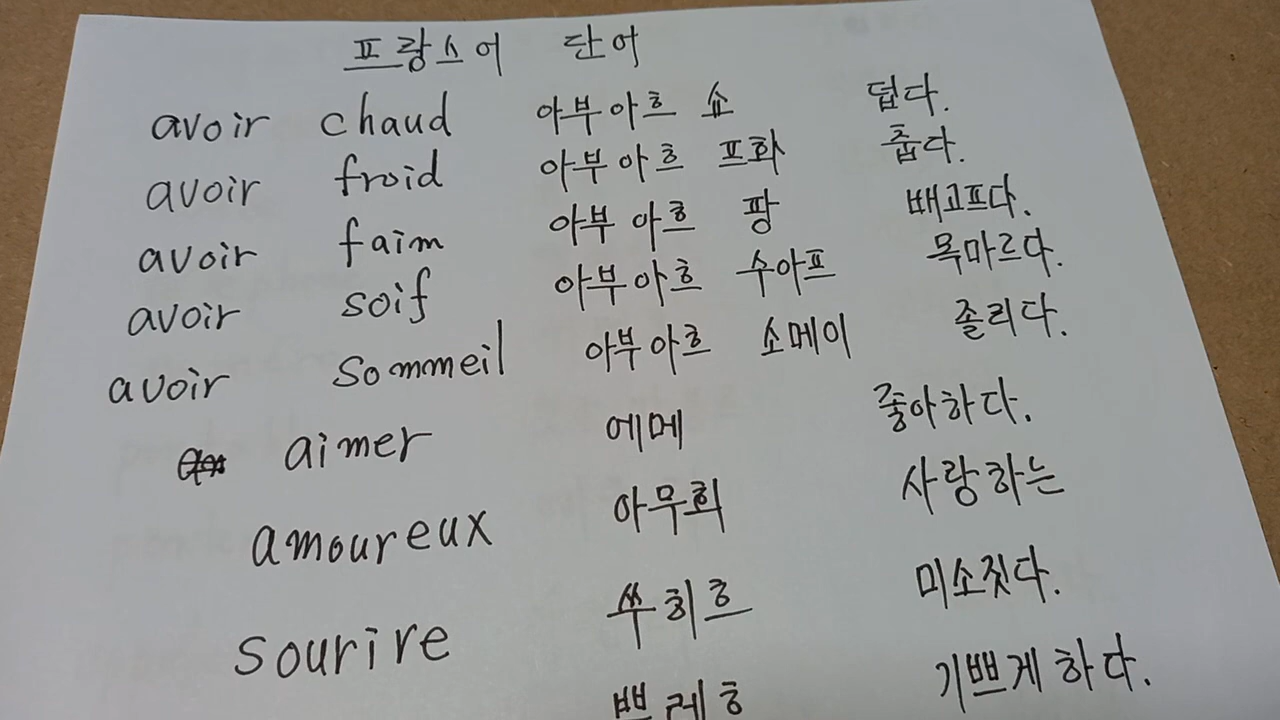 프랑스어 단어
avoir chaud 아부아흐 쇼 덥다.
avoir froid 아부아흐 프화 춥다.
avoir faim 아부아흐 팡 배고프다.
avoir soif 아부아흐 수아프 목마르다.
avoir sommeil 아부아흐 소메이 졸리다.
aimer 에메 좋아하다.
amoureux 아무회 사랑하는
sourire 쑤히흐 미소짓다.
기쁘게하다.